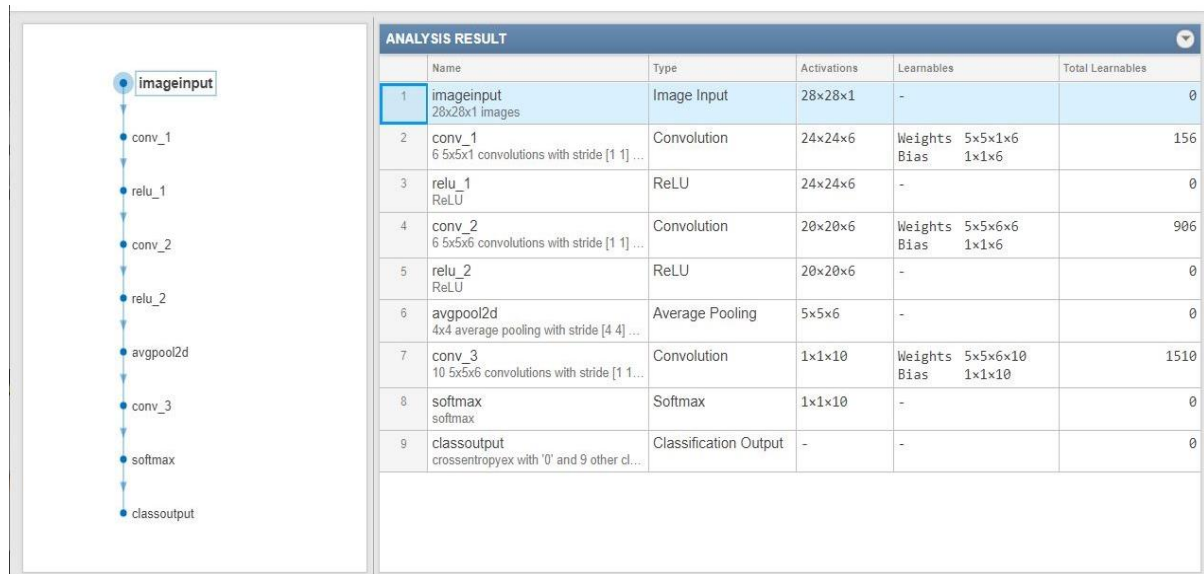 imageinput
conv_1
relu_1
conv_2
relu_2
avgpool2d
conv_3
softmax
classoutput
ANALYSIS RESULT
Name Type Activations Learnables Total Learnables
1 imageinput Image Input 28×28×1 - 0
28x28x1 images
2 conv_1 Convolution 24×24×6 Weights 5×5×1×6 156
6 5x5x1 convolutions with stride [1 1] ... Bias 1×1×6
3 relu_1 ReLU 24×24×6 - 0
ReLU
4 conv_2 Convolution 20×20×6 Weights 5×5×6×6 906
6 5x5x6 convolutions with stride [1 1] ... Bias 1×1×6
5 relu_2 ReLU 20×20×6 - 0
ReLU
6 avgpool2d Average Pooling 5×5×6 - 0
4x4 average pooling with stride [4 4] ...
7 conv_3 Convolution 1×1×10 Weights 5×5×6×10 1510
10 5x5x6 convolutions with stride [1 1... Bias 1×1×10
8 softmax Softmax 1×1×10 - 0
softmax
9 classoutput Classification Output - - 0
crossentropyex with '0' and 9 other cl...